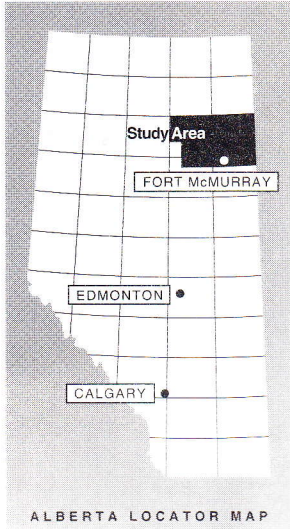 Study Area
FORT McMURRAY
EDMONTON
CALGARY
ALBERTA LOCATOR MAP